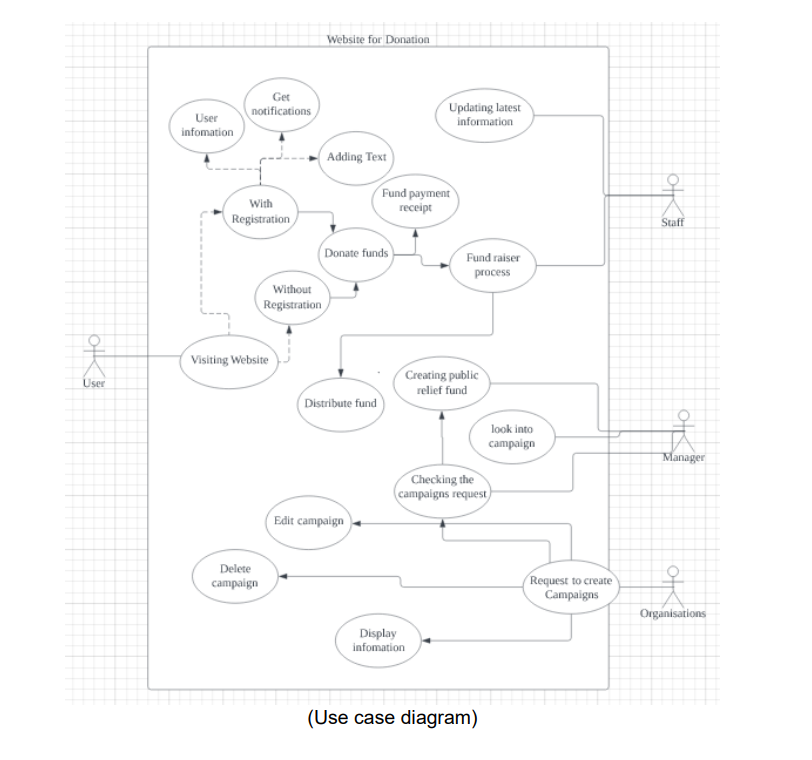 Website for Donation
Get
notifications
User
infomation
Updating latest
information
Adding Text
Fund payment
receipt
With
Registration
Staff
Donate funds
Fund raiser
process
Without
Registration
Visiting Website
User
Creating public
relief fund
Distribute fund
look into
campaign
Manager
Checking the
campaigns request
Edit campaign
Delete
campaign
Request to create
Campaigns
Organisations
Display
infomation
(Use case diagram)